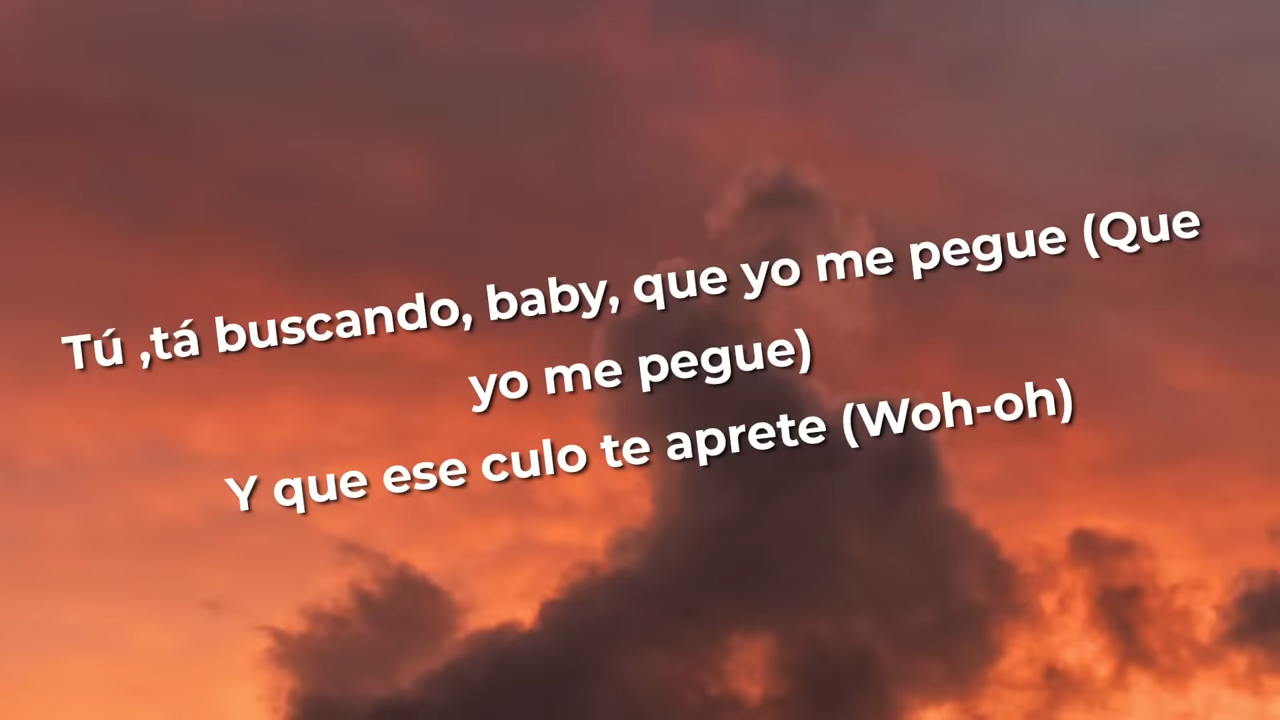 Tú ,tá buscando, baby, que yo me pegue (Que
yo me pegue)
Y que ese culo te aprete (Woh-oh)